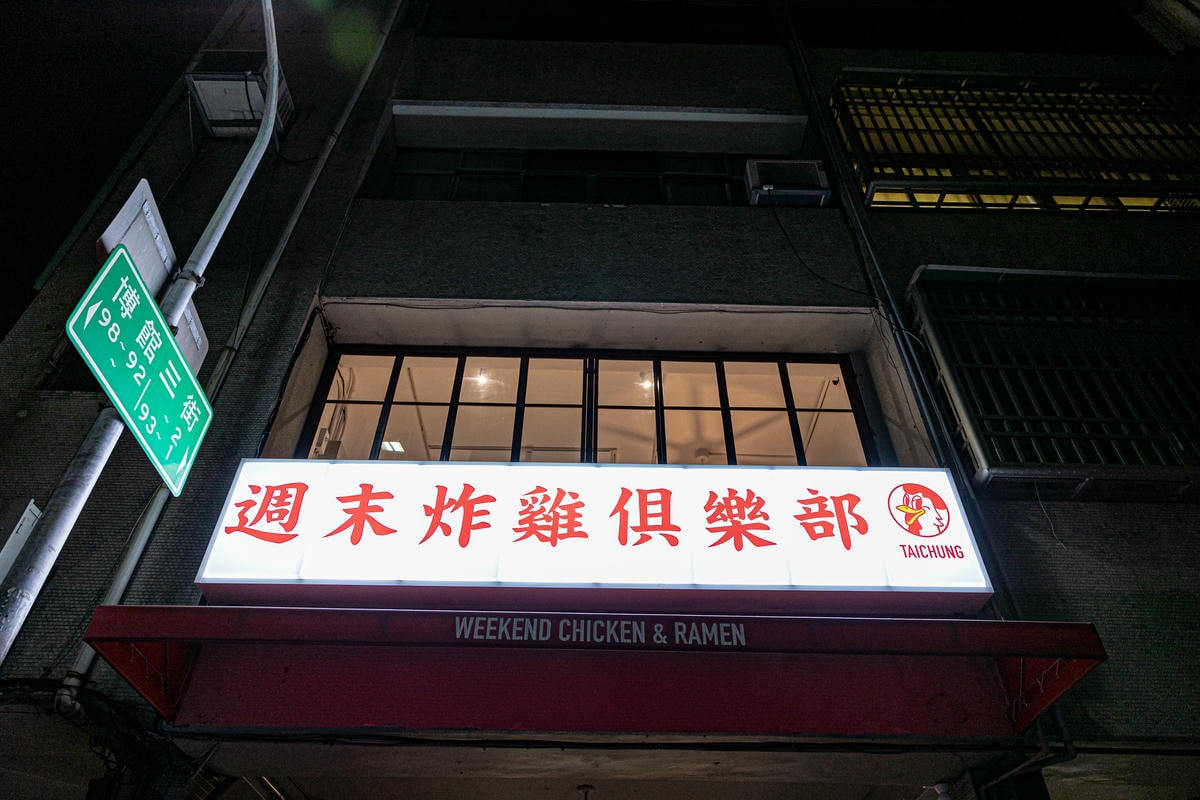 博館三街
98~92 | 93~
2~1
週末炸雞俱樂部
TAICHUNG
WEEKEND CHICKEN & RAMEN